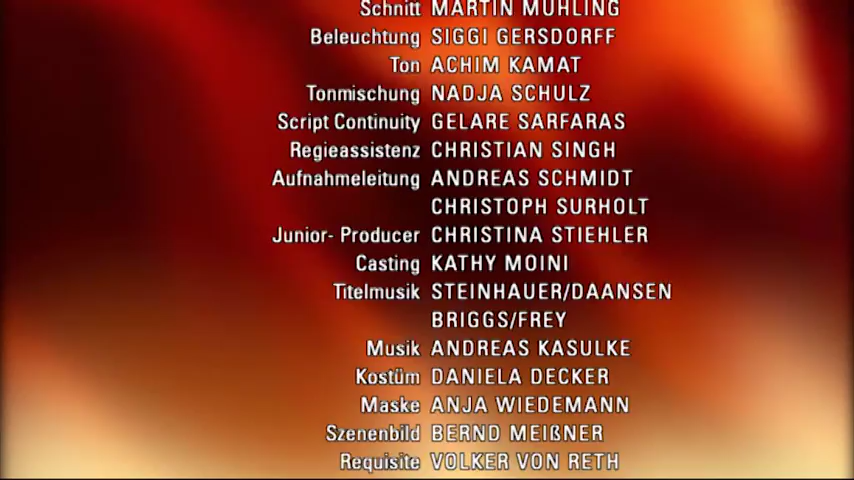 Schnitt MARTIN MÜHLING
Beleuchtung SIGGI GERSDORFF
Ton ACHIM KAMAT
Tonmischung NADJA SCHULZ
Script Continuity GELARE SARFARAS
Regieassistenz CHRISTIAN SINGH
Aufnahmeleitung ANDREAS SCHMIDT
CHRISTOPH SURHOLT
Junior- Producer CHRISTINA STIEHLER
Casting KATHY MOINI
Titelmusik STEINHAUER/DAANSEN
BRIGGS/FREY
Musik ANDREAS KASULKE
Kostüm DANIELA DECKER
Maske ANJA WIEDEMANN
Szenenbild BERND MEIßNER
Requisite VOLKER VON RETH